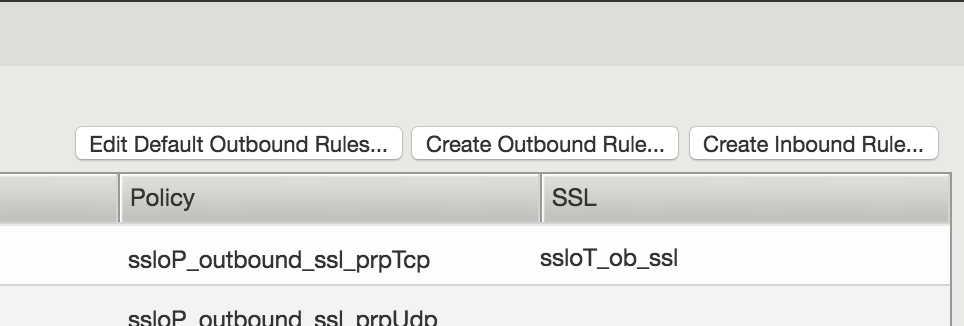 Edit Default Outbound Rules... Create Outbound Rule... Create Inbound Rule...
Policy SSL
ssloP_outbound_ssl_prpTcp ssloT_ob_ssl
ssloP_outbound_ssl_prpUdp